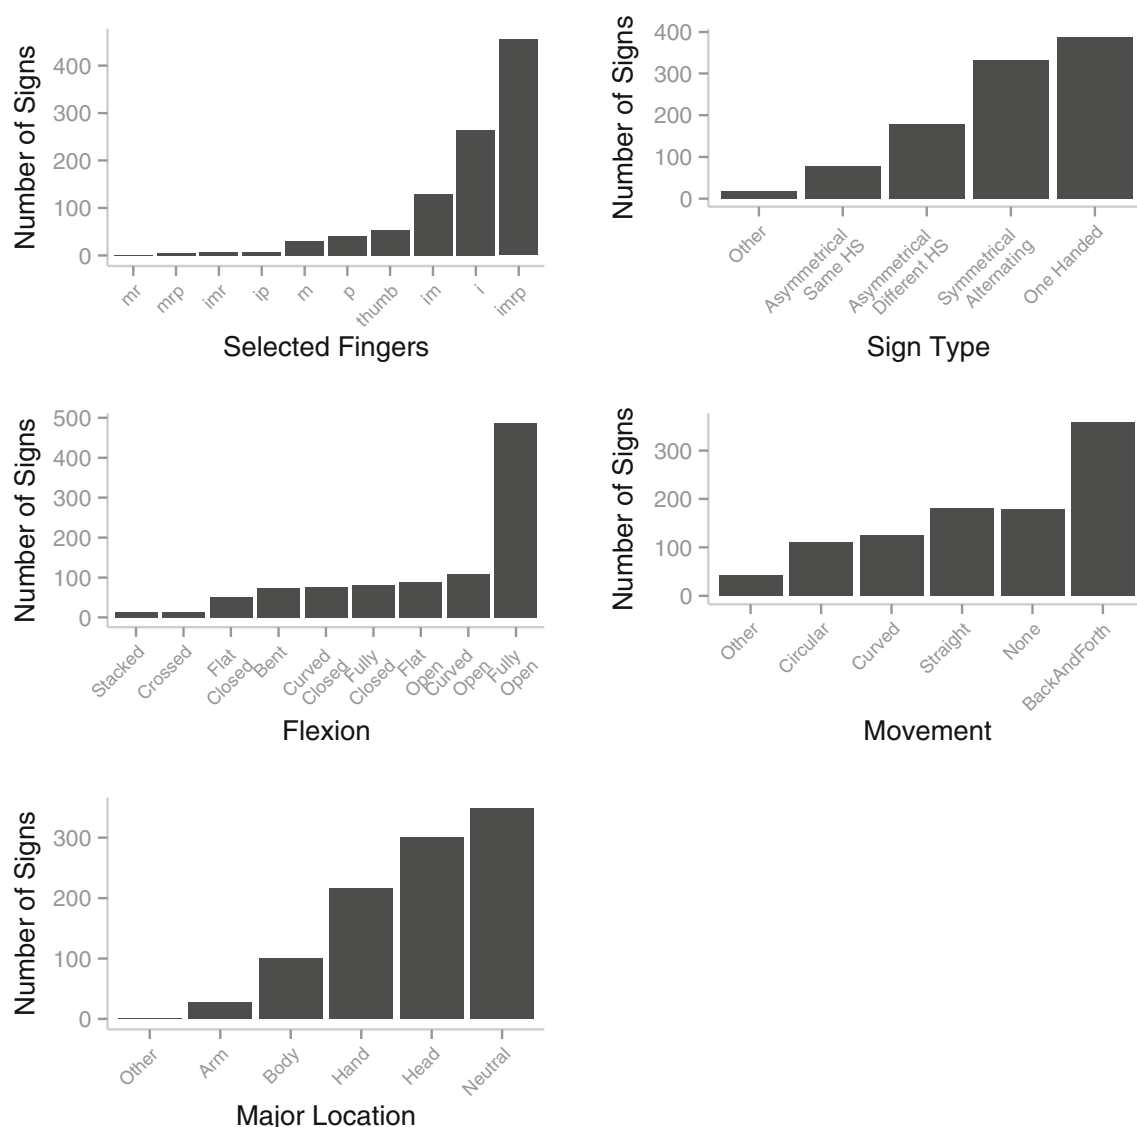 Number of Signs
400
300
200
100
0
mr
mrp
imr
ip
m
p
thumb
im
i
imrp
Selected Fingers
Number of Signs
400
300
200
100
0
Other
Asymmetrical
Same HS
Asymmetrical
Different HS
Symmetrical
Alternating
One Handed
Sign Type
Number of Signs
500
400
300
200
100
0
Stacked
Crossed
Flat
Closed
Bent
Curved
Closed
Fully
Closed
Flat
Open
Curved
Open
Fully
Open
Flexion
Number of Signs
300
200
100
0
Other
Circular
Curved
Straight
None
BackAndForth
Movement
Number of Signs
300
200
100
0
Other
Arm
Body
Hand
Head
Neutral
Major Location